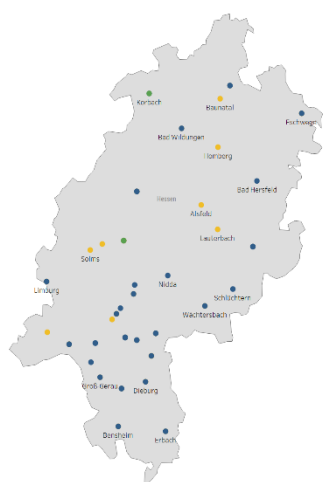 Korbach
Baunatal
Eschwege
Bad Wildungen
Homberg
Bad Hersfeld
Hessen
Alsfeld
Lauterbach
Solms
Limburg
Nidda
Schlüchtern
Wächtersbach
Groß-Gerau
Dieburg
Bensheim
Erbach